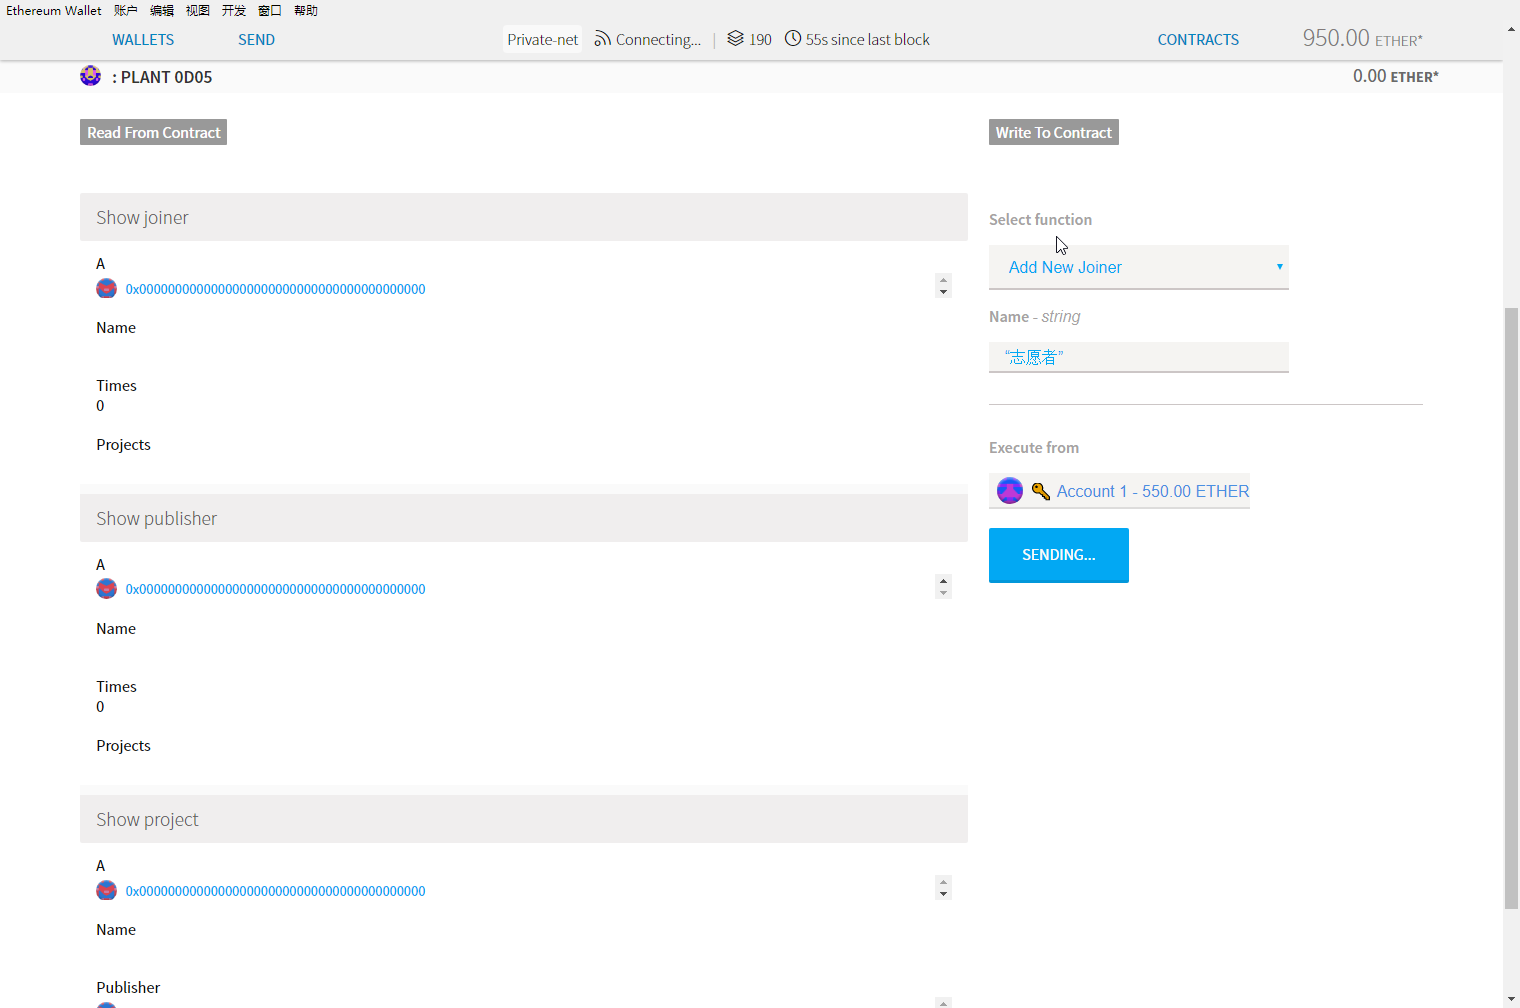 Ethereum Wallet 账户 编辑 视图 开发 窗口 帮助
WALLETS SEND Private-net Connecting... | 190 55s since last block CONTRACTS 950.00 ETHER*
: PLANT 0D05 0.00 ETHER*
Read From Contract
Write To Contract
Show joiner
A
0x0000000000000000000000000000000000000000
Name
Times
0
Projects
Show publisher
A
0x0000000000000000000000000000000000000000
Name
Times
0
Projects
Show project
A
0x0000000000000000000000000000000000000000
Name
Publisher
Select function
Add New Joiner
Name - string
“志愿者”
Execute from
Account 1 - 550.00 ETHER
SENDING...